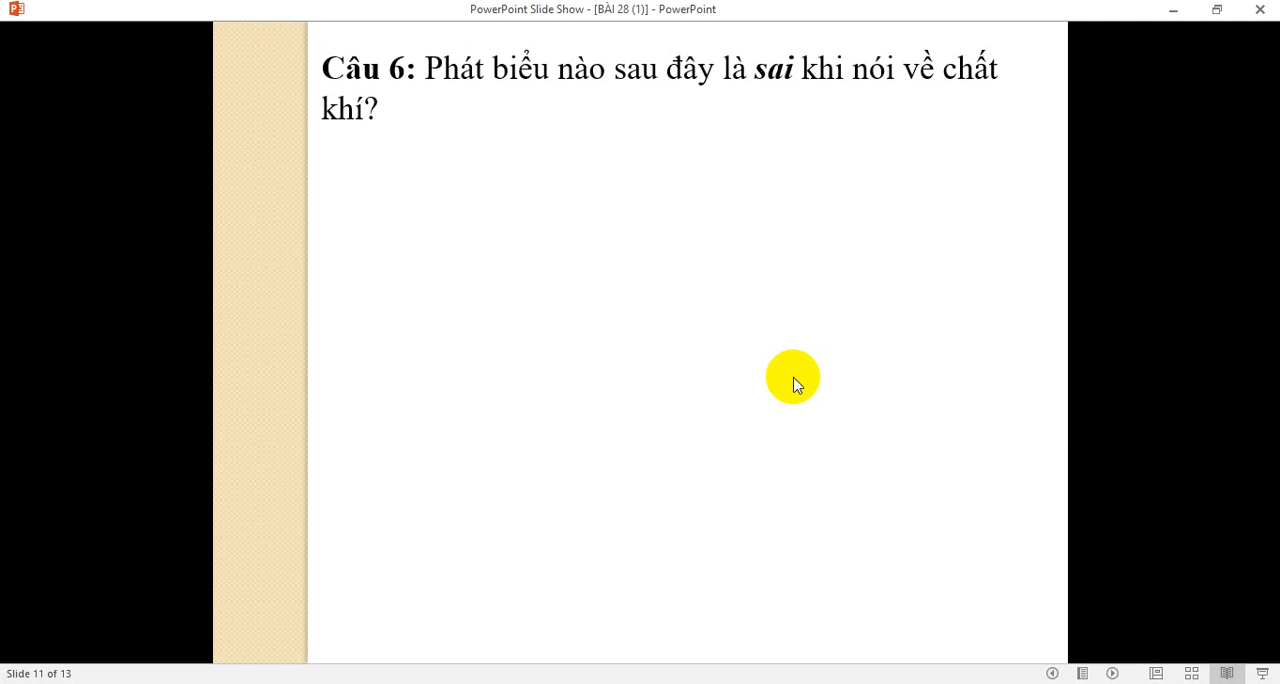 PowerPoint Slide Show - [BÀI 28 (1)] - PowerPoint
Câu 6: Phát biểu nào sau đây là sai khi nói về chất
khí?
Slide 11 of 13